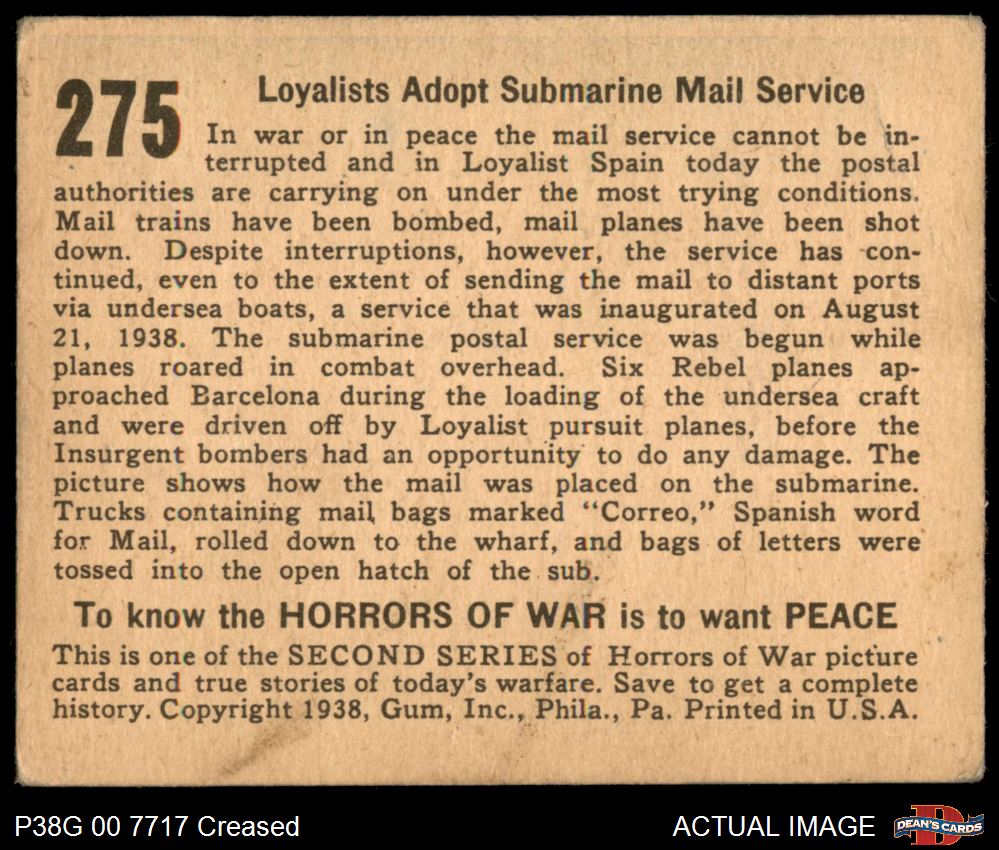 275
Loyalists Adopt Submarine Mail Service
In war or in peace the mail service cannot be in-
terrupted and in Loyalist Spain today the postal
authorities are carrying on under the most trying conditions.
Mail trains have been bombed, mail planes have been shot
down. Despite interruptions, however, the service has con-
tinued, even to the extent of sending the mail to distant ports
via undersea boats, a service that was inaugurated on August
21, 1938. The submarine postal service was begun while
planes roared in combat overhead. Six Rebel planes ap-
proached Barcelona during the loading of the undersea craft
and were driven off by Loyalist pursuit planes, before the
Insurgent bombers had an opportunity to do any damage. The
picture shows how the mail was placed on the submarine.
Trucks containing mail bags marked “Correo,” Spanish word
for Mail, rolled down to the wharf, and bags of letters were
tossed into the open hatch of the sub.
To know the HORRORS OF WAR is to want PEACE
This is one of the SECOND SERIES of Horrors of War picture
cards and true stories of today's warfare. Save to get a complete
history. Copyright 1938, Gum, Inc., Phila., Pa. Printed in U.S.A.
P38G 00 7717 Creased
ACTUAL IMAGE
DEAN'S CARDS